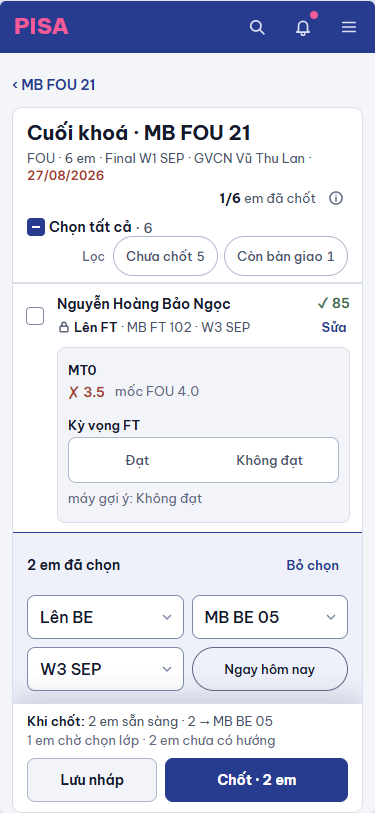 PISA
‹ MB FOU 21
Cuối khoá · MB FOU 21
FOU · 6 em · Final W1 SEP · GVCN Vũ Thu Lan ·
27/08/2026
1/6 em đã chốt
Chọn tất cả · 6
Lọc Chưa chốt 5 Còn bàn giao 1
Nguyễn Hoàng Bảo Ngọc ✓ 85
Lên FT · MB FT 102 · W3 SEP Sửa
MT0
✗ 3.5 mốc FOU 4.0
Kỳ vọng FT
Đạt Không đạt
máy gợi ý: Không đạt
2 em đã chọn Bỏ chọn
Lên BE MB BE 05
W3 SEP Ngay hôm nay
Khi chốt: 2 em sẵn sàng · 2 → MB BE 05
1 em chờ chọn lớp · 2 em chưa có hướng
Lưu nháp Chốt · 2 em